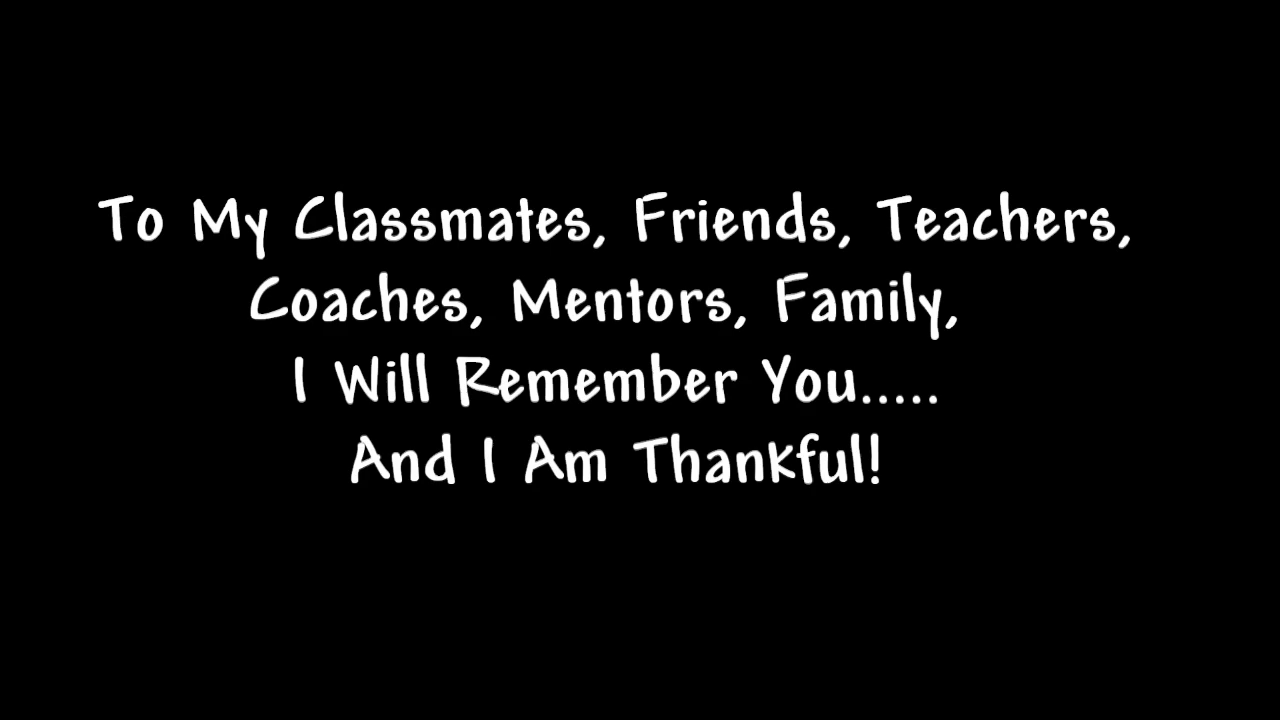 To My Classmates, Friends, Teachers,
Coaches, Mentors, Family,
I Will Remember You.....
And I Am Thankful!